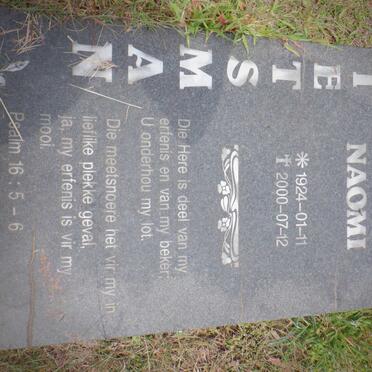 IETSMAN
NAOMI
* 1924-01-11
✝ 2000-07-12
Die Here is deel van my
erfenis en van my beker;
U onderhou my lot.
Die meetsnoere het vir my in
lieflike plekke geval,
ja, my erfenis is vir my
mooi.
Psalm 16 : 5 - 6